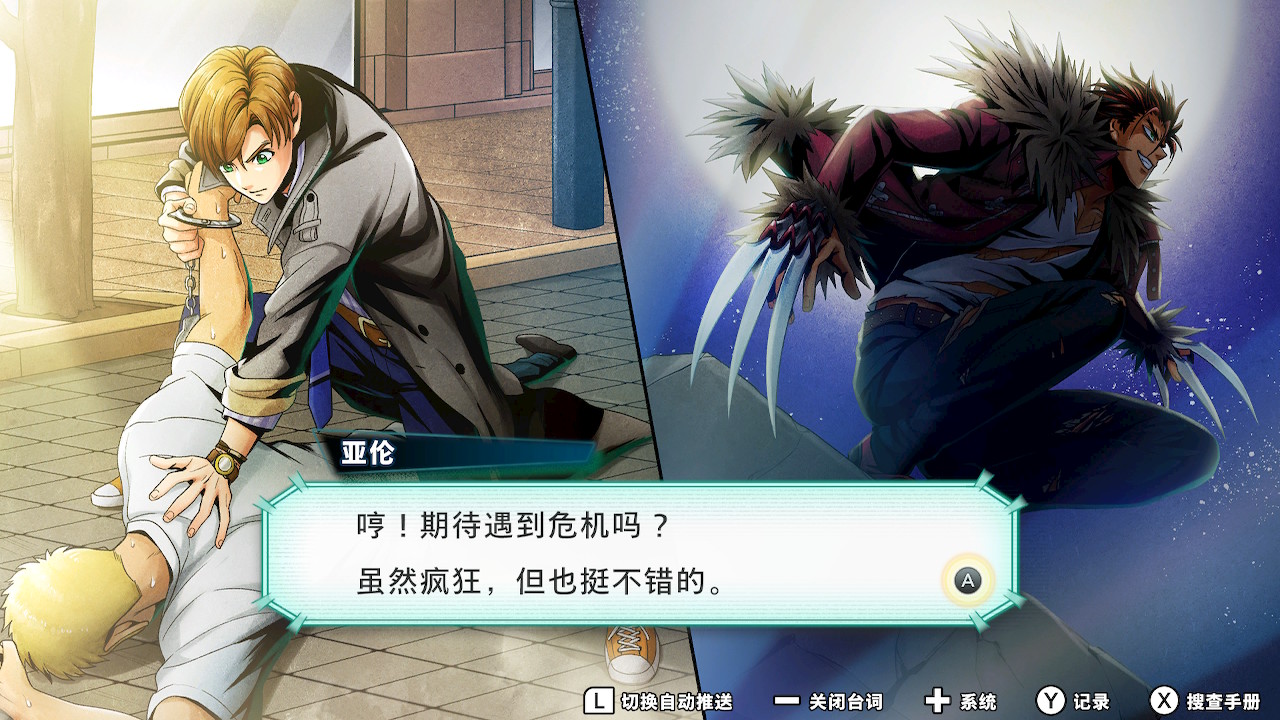 亚伦
哼！期待遇到危机吗？
虽然疯狂，但也挺不错的。
A
L 切换自动推送 — 关闭台词 + 系统 Y 记录 X 搜查手册